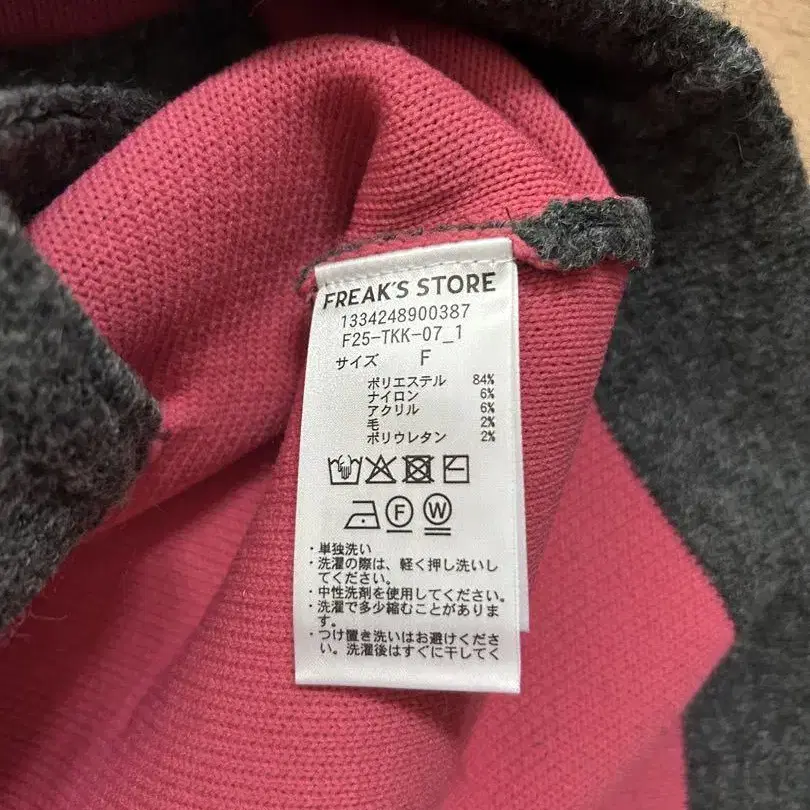 FREAK'S STORE
1334248900387
F25-TKK-07_1
サイズ F
ポリエステル 84%
ナイロン 6%
アクリル 6%
毛 2%
ポリウレタン 2%
F W
・単独洗い
・洗濯の際は、軽く押し洗いし
てください。
・中性洗剤を使用してください。
・洗濯で多少縮むことがありま
す。
・つけ置き洗いはお避けくださ
い。洗濯後はすぐに干してく